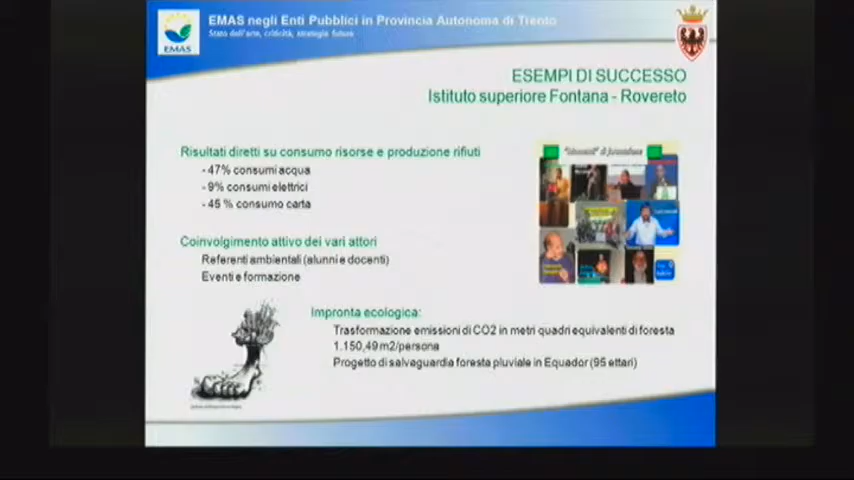 EMAS negli Enti Pubblici in Provincia Autonoma di Trento
Stato dell'arte, criticità, strategie future
EMAS
ESEMPI DI SUCCESSO
Istituto superiore Fontana - Rovereto
Risultati diretti su consumo risorse e produzione rifiuti
- 47% consumi acqua
- 9% consumi elettrici
- 45 % consumo carta
"Momenti" di formazione
Coinvolgimento attivo dei vari attori
Referenti ambientali (alunni e docenti)
Eventi e formazione
Impronta ecologica:
Trasformazione emissioni di CO2 in metri quadri equivalenti di foresta
1.150,49 m2/persona
Progetto di salvaguardia foresta pluviale in Equador (95 ettari)